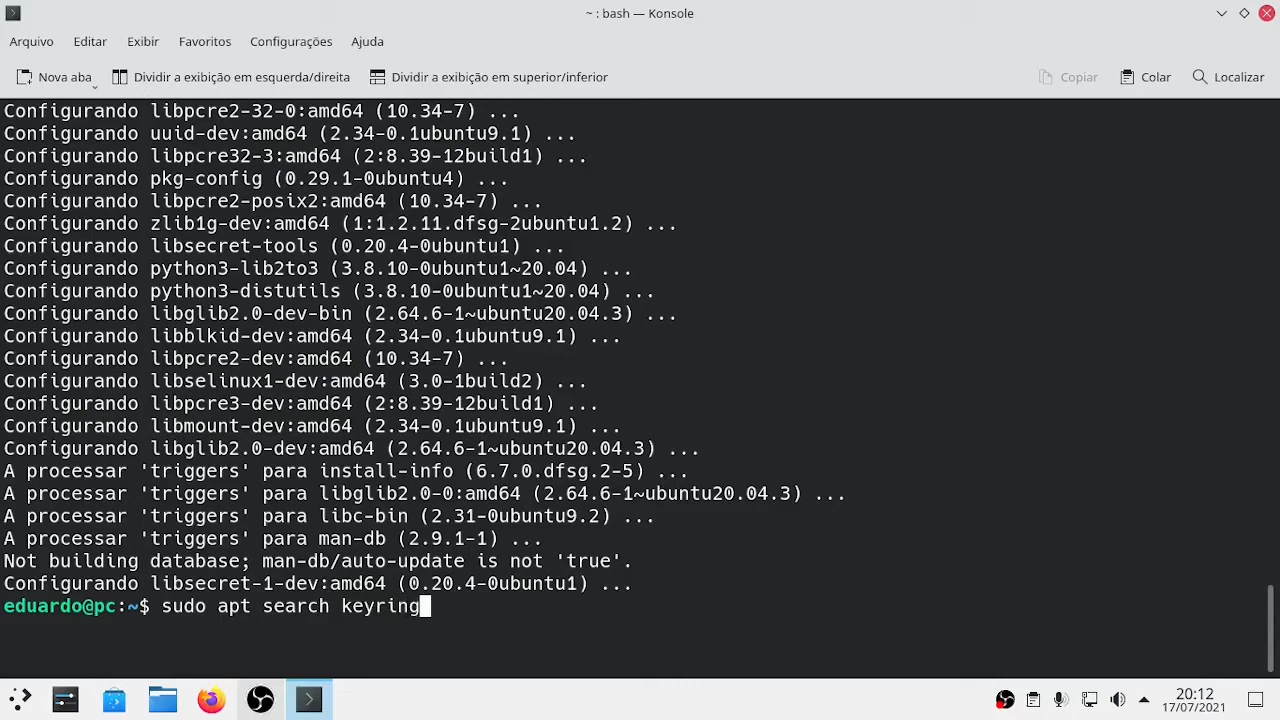 ~ : bash — Konsole
Arquivo Editar Exibir Favoritos Configurações Ajuda
Nova aba Dividir a exibição em esquerda/direita Dividir a exibição em superior/inferior Copiar Colar Localizar
Configurando libpcre2-32-0:amd64 (10.34-7) ...
Configurando uuid-dev:amd64 (2.34-0.1ubuntu9.1) ...
Configurando libpcre32-3:amd64 (2:8.39-12build1) ...
Configurando pkg-config (0.29.1-0ubuntu4) ...
Configurando libpcre2-posix2:amd64 (10.34-7) ...
Configurando zlib1g-dev:amd64 (1:1.2.11.dfsg-2ubuntu1.2) ...
Configurando libsecret-tools (0.20.4-0ubuntu1) ...
Configurando python3-lib2to3 (3.8.10-0ubuntu1~20.04) ...
Configurando python3-distutils (3.8.10-0ubuntu1~20.04) ...
Configurando libglib2.0-dev-bin (2.64.6-1~ubuntu20.04.3) ...
Configurando libblkid-dev:amd64 (2.34-0.1ubuntu9.1) ...
Configurando libpcre2-dev:amd64 (10.34-7) ...
Configurando libselinux1-dev:amd64 (3.0-1build2) ...
Configurando libpcre3-dev:amd64 (2:8.39-12build1) ...
Configurando libmount-dev:amd64 (2.34-0.1ubuntu9.1) ...
Configurando libglib2.0-dev:amd64 (2.64.6-1~ubuntu20.04.3) ...
A processar 'triggers' para install-info (6.7.0.dfsg.2-5) ...
A processar 'triggers' para libglib2.0-0:amd64 (2.64.6-1~ubuntu20.04.3) ...
A processar 'triggers' para libc-bin (2.31-0ubuntu9.2) ...
A processar 'triggers' para man-db (2.9.1-1) ...
Not building database; man-db/auto-update is not 'true'.
Configurando libsecret-1-dev:amd64 (0.20.4-0ubuntu1) ...
eduardo@pc:~$ sudo apt search keyring
20:12
17/07/2021